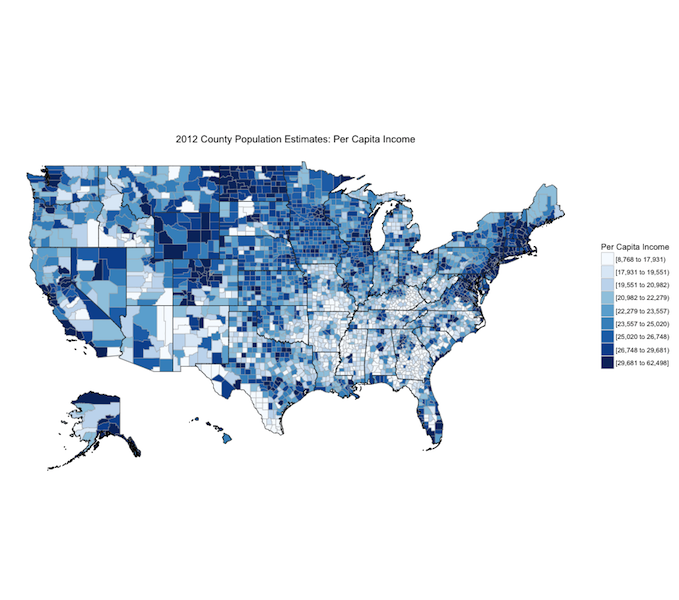 2012 County Population Estimates: Per Capita Income
Per Capita Income
[8,768 to 17,931)
[17,931 to 19,551)
[19,551 to 20,982)
[20,982 to 22,279)
[22,279 to 23,557)
[23,557 to 25,020)
[25,020 to 26,748)
[26,748 to 29,681)
[29,681 to 62,498]